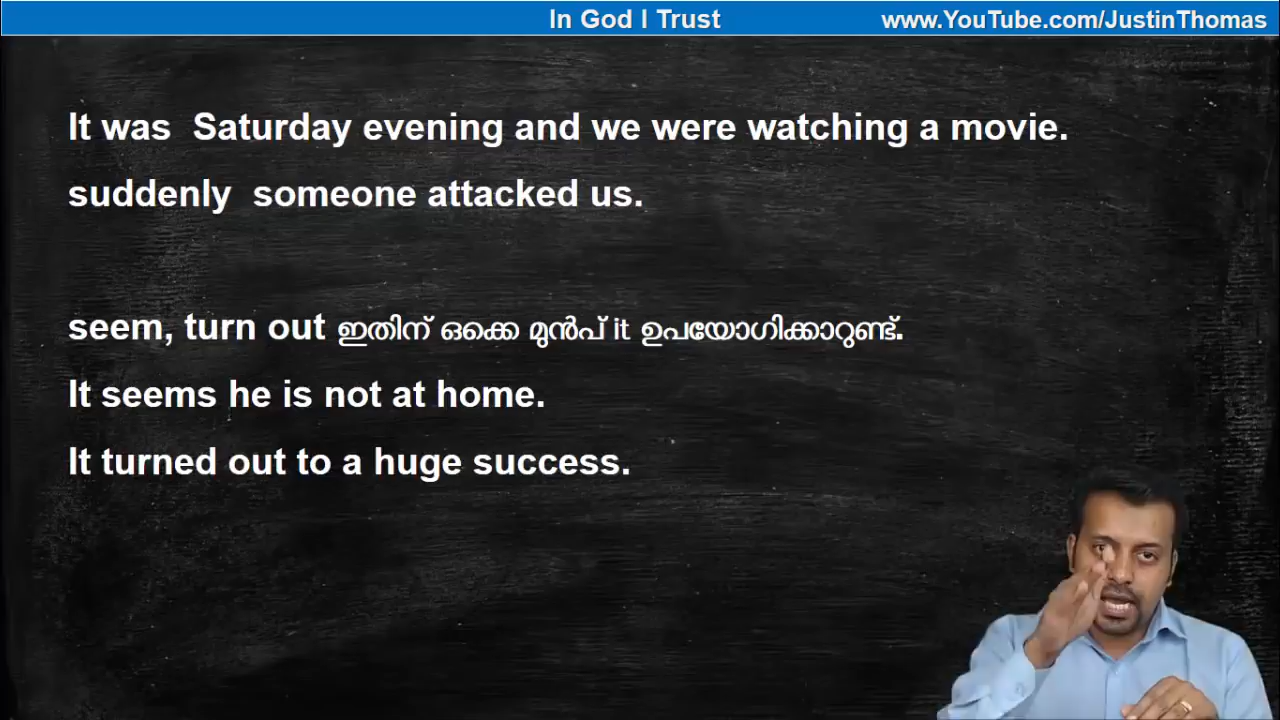 In God I Trust
www.YouTube.com/JustinThomas
It was Saturday evening and we were watching a movie.
suddenly someone attacked us.
seem, turn out ഇതിന് ഒക്കെ മുൻപ് it ഉപയോഗിക്കാറുണ്ട്.
It seems he is not at home.
It turned out to a huge success.